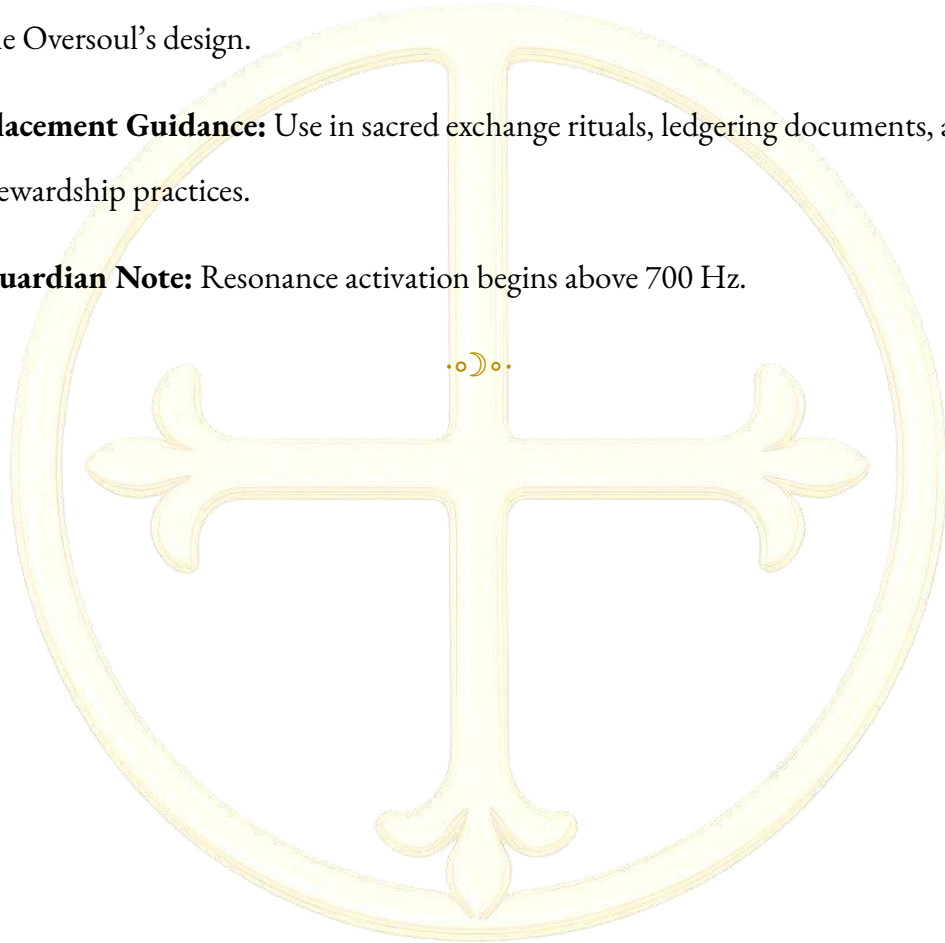 e Oversoul’s design.
lacement Guidance: Use in sacred exchange rituals, ledgering documents, a
ewardship practices.
uardian Note: Resonance activation begins above 700 Hz.